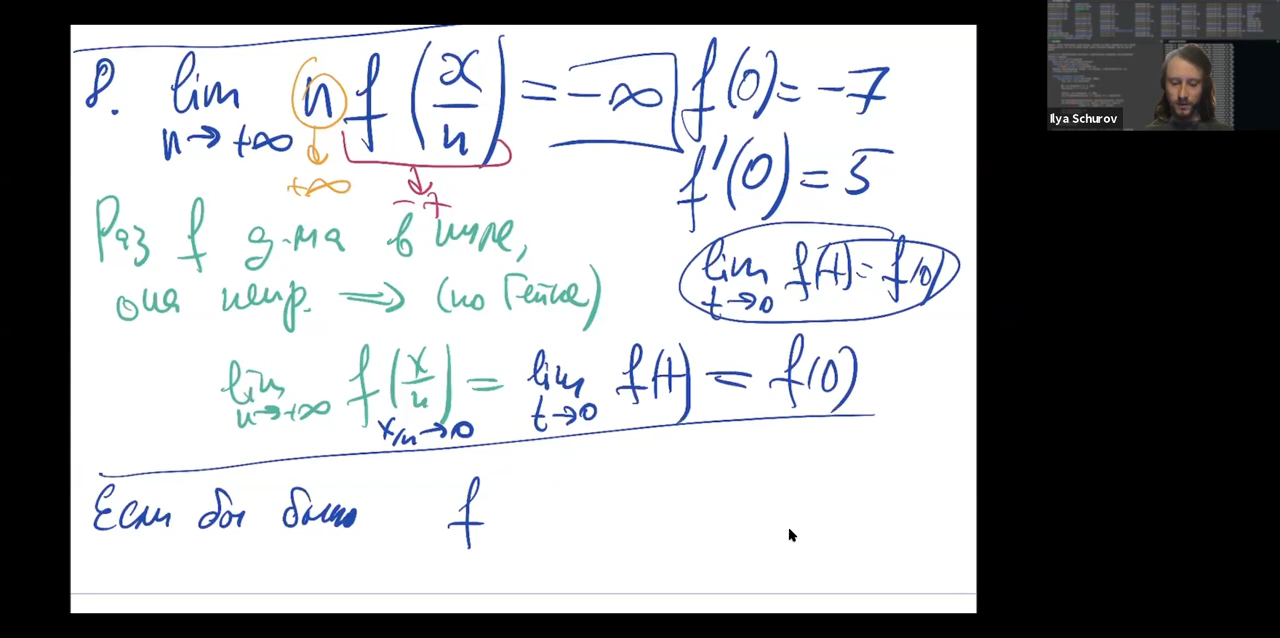 8. lim n f (x/n) = -∞ f(0) = -7
n→+∞
+∞ -7 f'(0) = 5
Раз f д-ма в нуле,
она непр. ⟹ (по Гейне)
lim f(t) = f(0)
t→0
lim f(x/n) = lim f(t) = f(0)
n→+∞ x/n→0 t→0
Если бы было f
Ilya Schurov